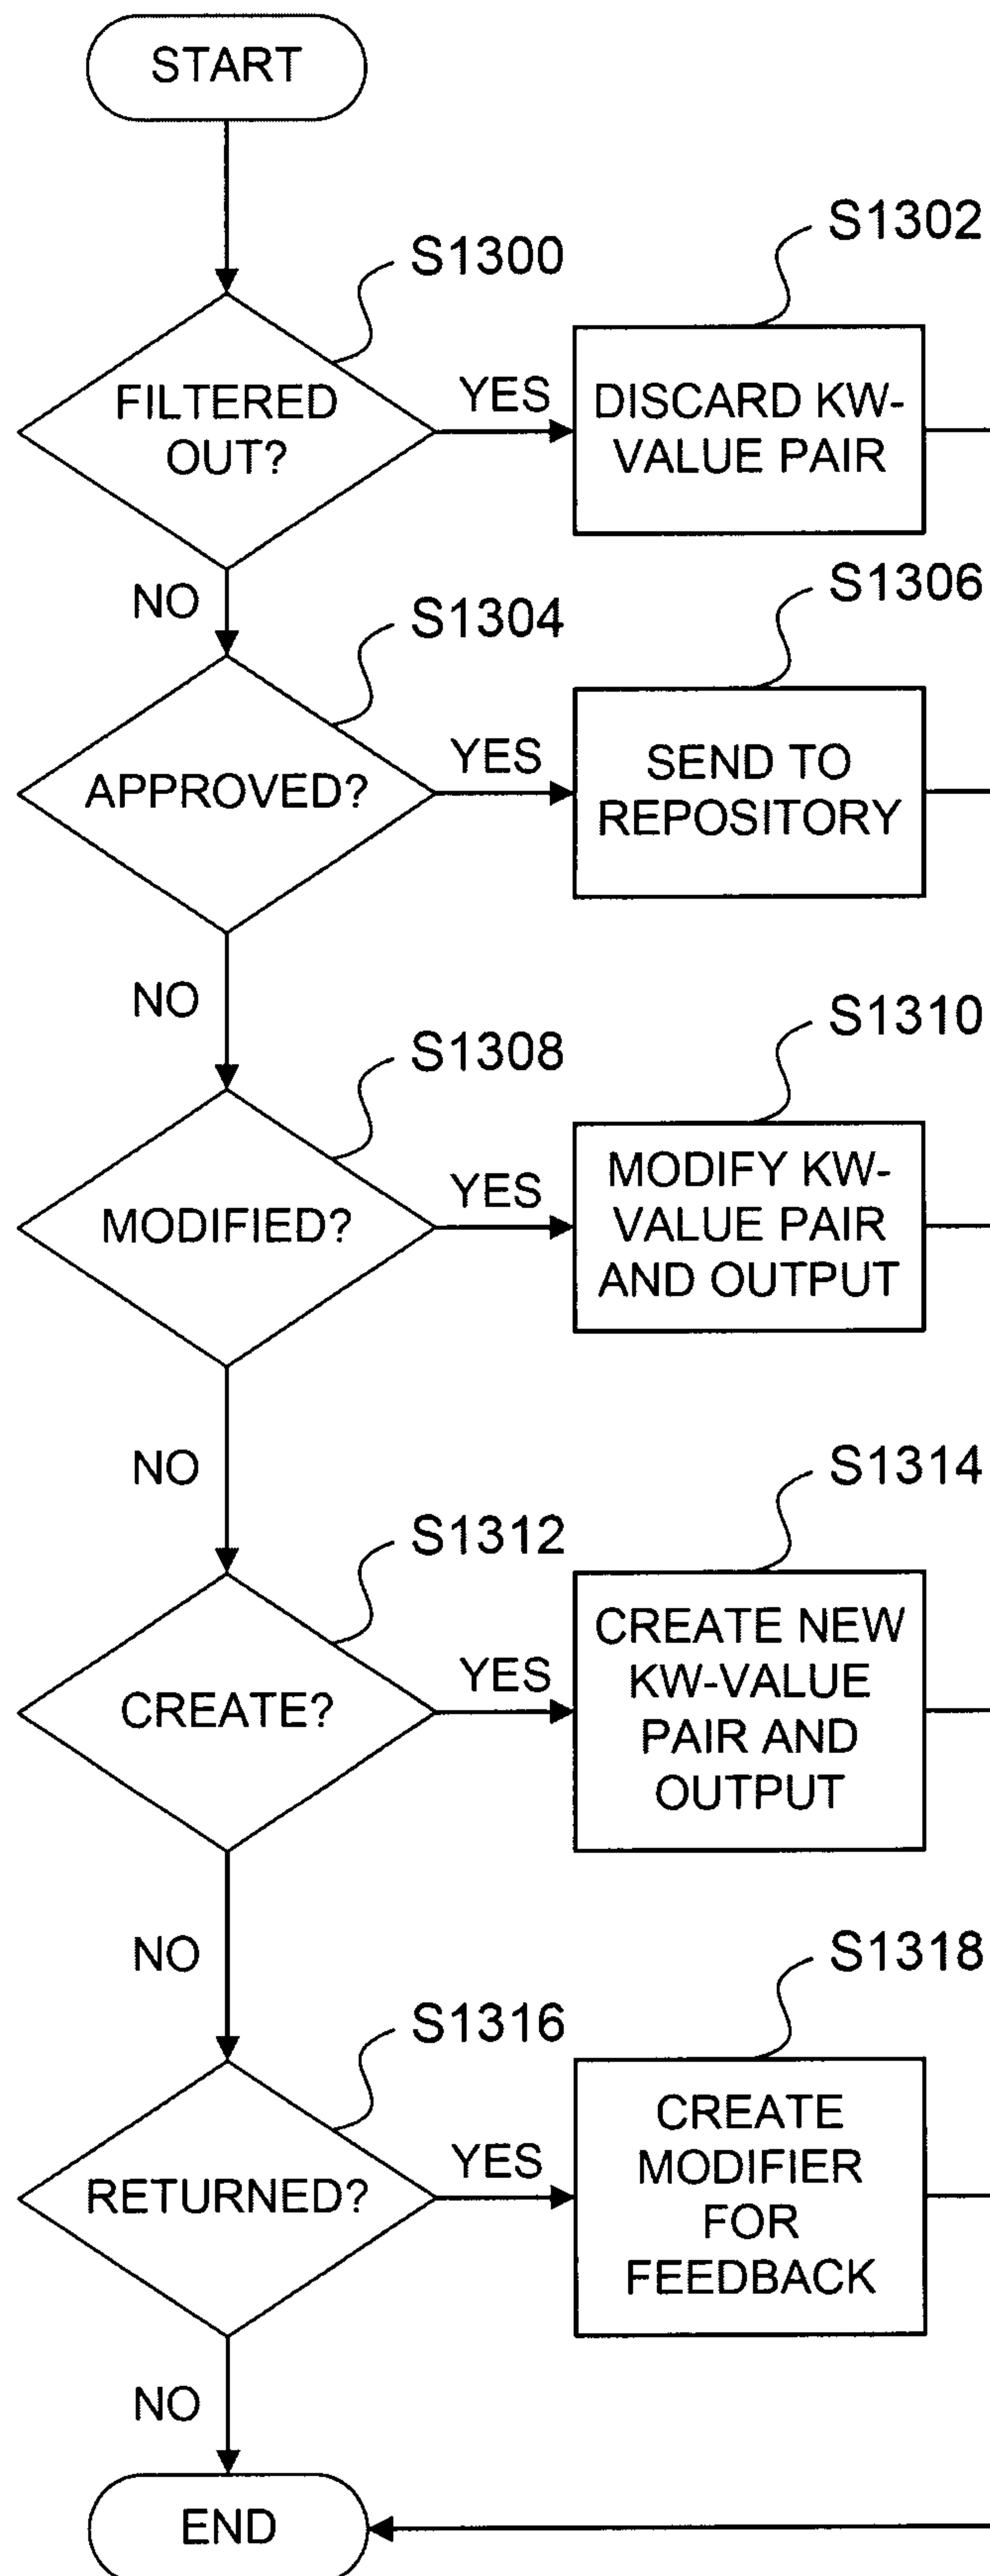 START
S1300
S1302
FILTERED
OUT?
YES
DISCARD KW-
VALUE PAIR
NO
S1304
S1306
APPROVED?
YES
SEND TO
REPOSITORY
NO
S1308
S1310
MODIFIED?
YES
MODIFY KW-
VALUE PAIR
AND OUTPUT
NO
S1312
S1314
CREATE?
YES
CREATE NEW
KW-VALUE
PAIR AND
OUTPUT
NO
S1316
S1318
RETURNED?
YES
CREATE
MODIFIER
FOR
FEEDBACK
NO
END